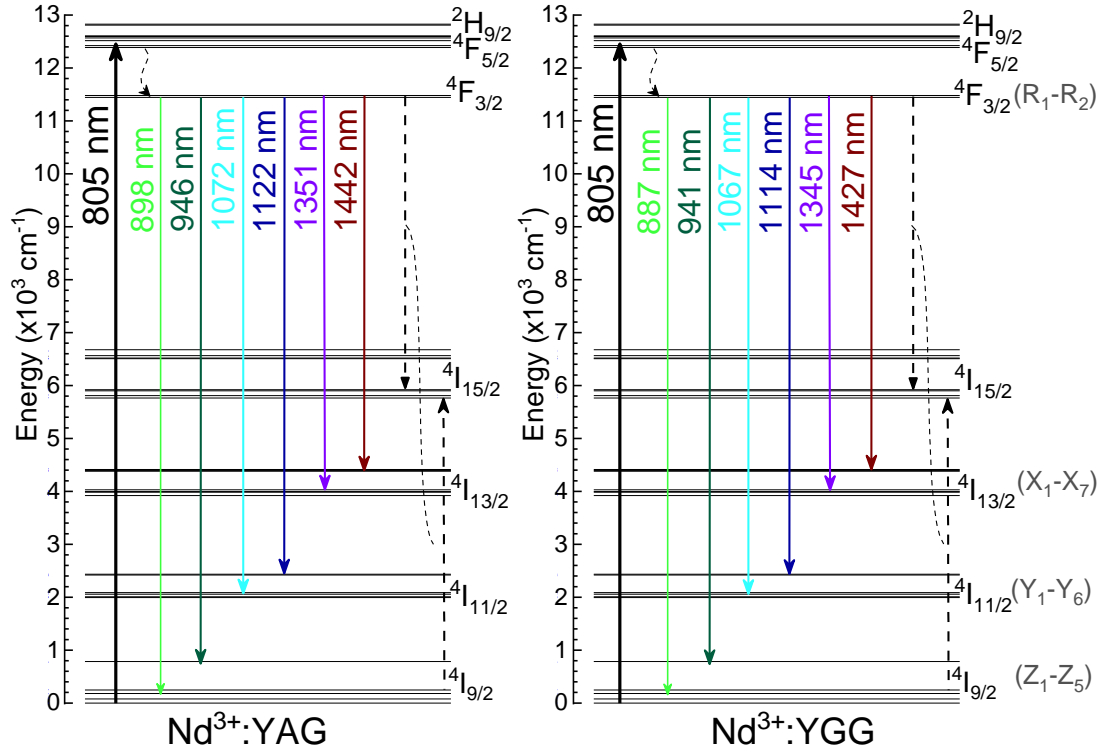 13
12
11
10
9
8
7
6
5
4
3
2
1
0
Energy (x10³ cm⁻¹)
²H₉/₂
⁴F₅/₂
⁴F₃/₂
805 nm
898 nm
946 nm
1072 nm
1122 nm
1351 nm
1442 nm
⁴I₁₅/₂
⁴I₁₃/₂
⁴I₁₁/₂
⁴I₉/₂
Nd³⁺:YAG
13
12
11
10
9
8
7
6
5
4
3
2
1
0
Energy (x10³ cm⁻¹)
²H₉/₂
⁴F₅/₂
⁴F₃/₂ (R₁-R₂)
805 nm
887 nm
941 nm
1067 nm
1114 nm
1345 nm
1427 nm
⁴I₁₅/₂
⁴I₁₃/₂ (X₁-X₇)
⁴I₁₁/₂ (Y₁-Y₆)
⁴I₉/₂ (Z₁-Z₅)
Nd³⁺:YGG